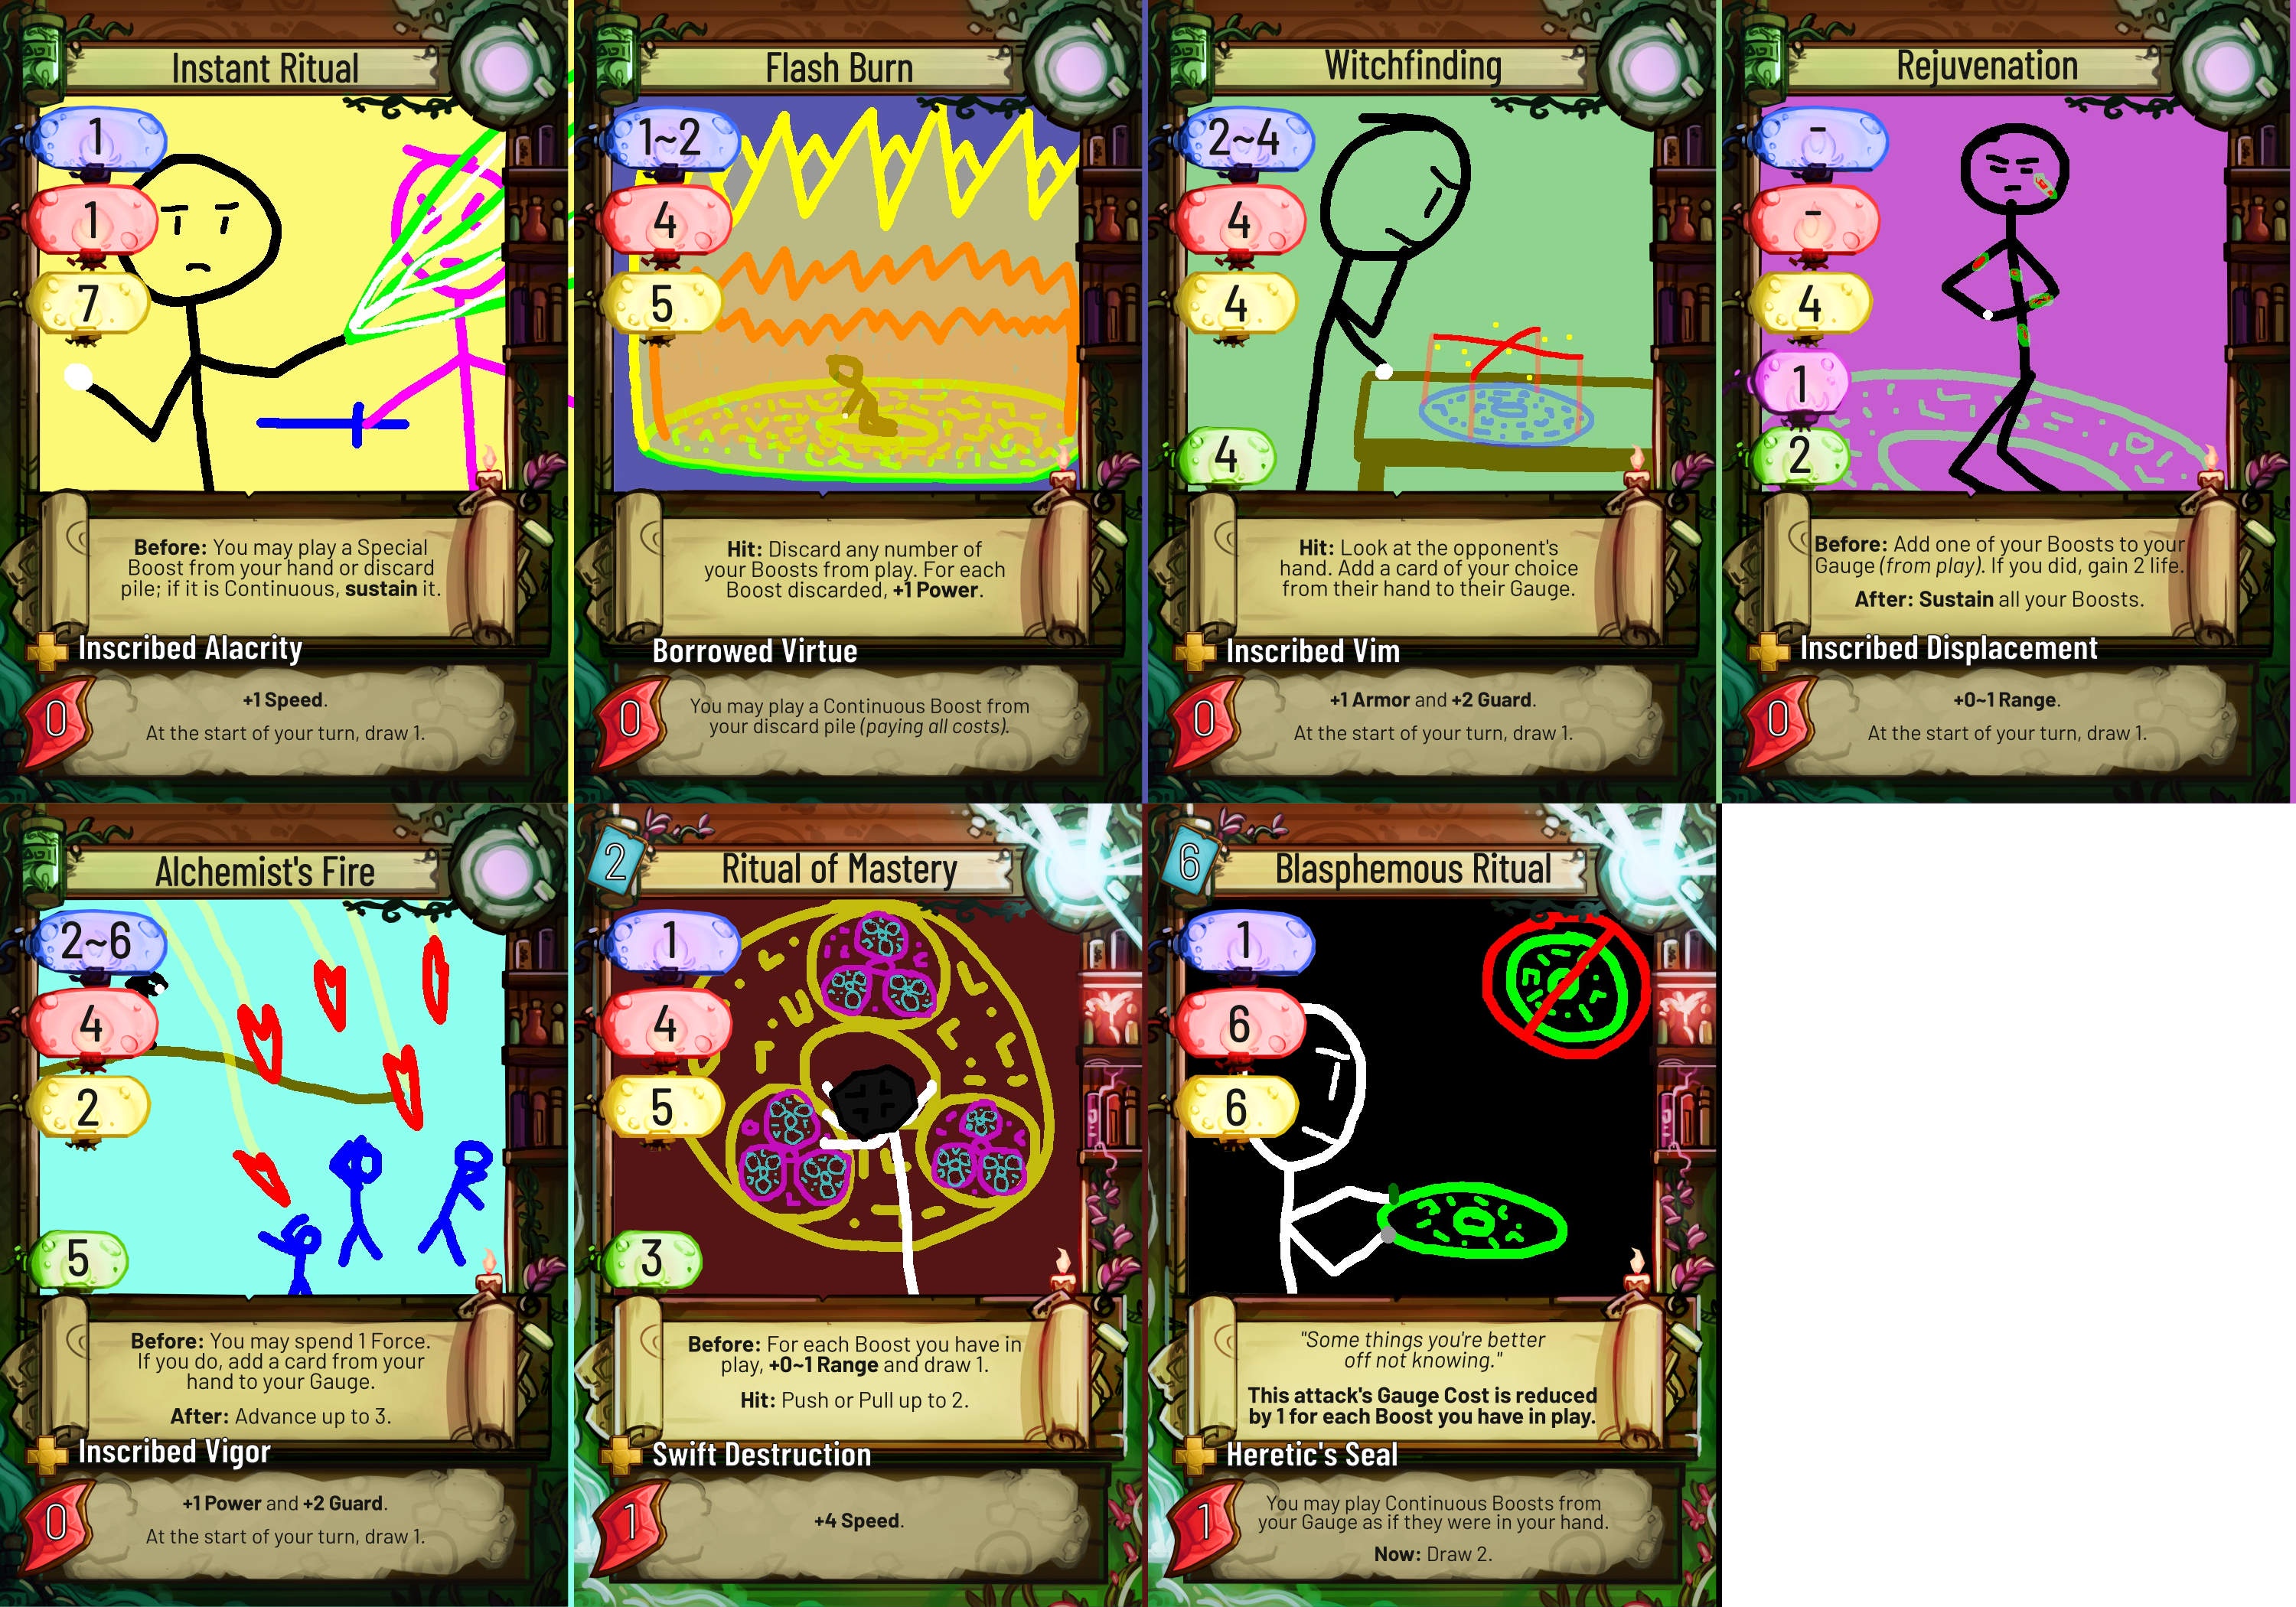 Instant Ritual
1
1
7
Before: You may play a Special
Boost from your hand or discard
pile; if it is Continuous, sustain it.
Inscribed Alacrity
0
+1 Speed.
At the start of your turn, draw 1.
Flash Burn
1~2
4
5
Hit: Discard any number of
your Boosts from play. For each
Boost discarded, +1 Power.
Borrowed Virtue
0
You may play a Continuous Boost from
your discard pile (paying all costs).
Witchfinding
2~4
4
4
4
Hit: Look at the opponent's
hand. Add a card of your choice
from their hand to their Gauge.
Inscribed Vim
0
+1 Armor and +2 Guard.
At the start of your turn, draw 1.
Rejuvenation
-
-
4
1
2
Before: Add one of your Boosts to your
Gauge (from play). If you did, gain 2 life.
After: Sustain all your Boosts.
Inscribed Displacement
0
+0~1 Range.
At the start of your turn, draw 1.
Alchemist's Fire
2~6
4
2
5
Before: You may spend 1 Force.
If you do, add a card from your
hand to your Gauge.
After: Advance up to 3.
Inscribed Vigor
0
+1 Power and +2 Guard.
At the start of your turn, draw 1.
2
Ritual of Mastery
1
4
5
3
Before: For each Boost you have in
play, +0~1 Range and draw 1.
Hit: Push or Pull up to 2.
Swift Destruction
1
+4 Speed.
6
Blasphemous Ritual
1
6
6
"Some things you're better
off not knowing."
This attack's Gauge Cost is reduced
by 1 for each Boost you have in play.
Heretic's Seal
1
You may play Continuous Boosts from
your Gauge as if they were in your hand.
Now: Draw 2.